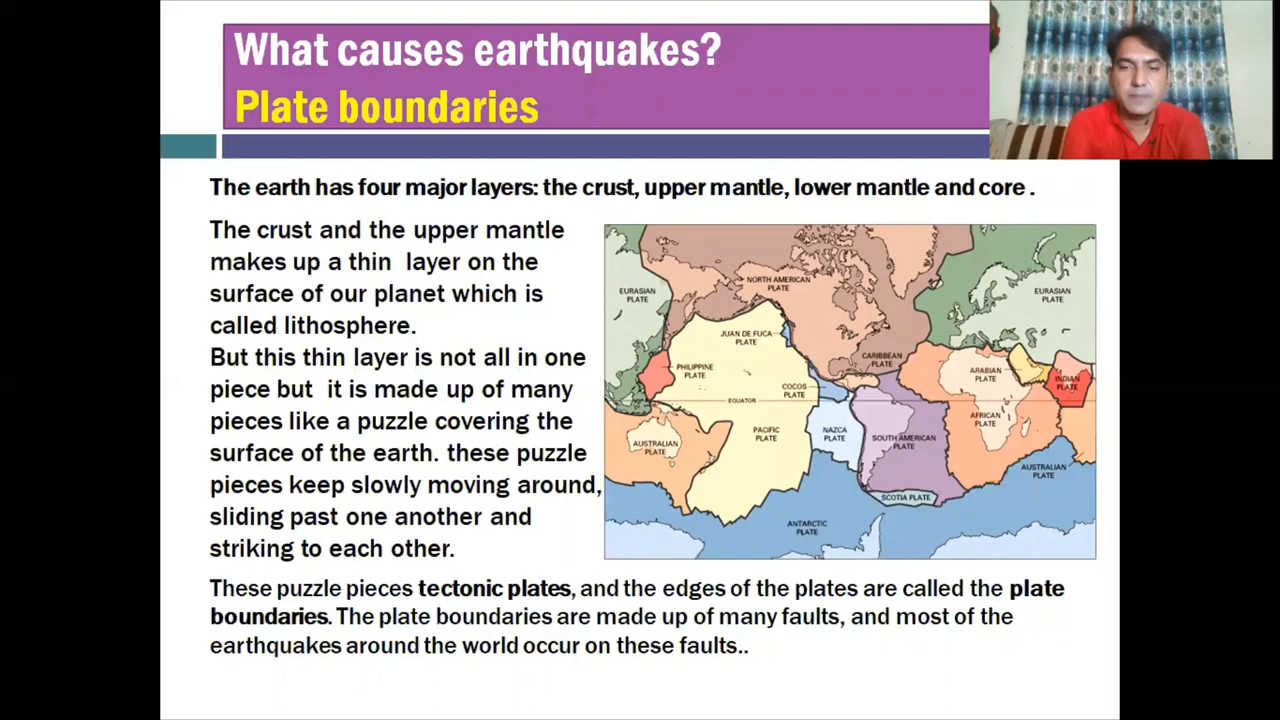 What causes earthquakes?
Plate boundaries
The earth has four major layers: the crust, upper mantle, lower mantle and core .
The crust and the upper mantle
makes up a thin layer on the
surface of our planet which is
called lithosphere.
But this thin layer is not all in one
piece but it is made up of many
pieces like a puzzle covering the
surface of the earth. these puzzle
pieces keep slowly moving around,
sliding past one another and
striking to each other.
NORTH AMERICAN
PLATE
EURASIAN
PLATE
EURASIAN
PLATE
JUAN DE FUCA
PLATE
CARIBBEAN
PLATE
PHILIPPINE
PLATE
ARABIAN
PLATE
INDIAN
PLATE
COCOS
PLATE
EQUATOR
AFRICAN
PLATE
PACIFIC
PLATE
NAZCA
PLATE
SOUTH AMERICAN
PLATE
AUSTRALIAN
PLATE
AUSTRALIAN
PLATE
SCOTIA PLATE
ANTARCTIC
PLATE
These puzzle pieces tectonic plates, and the edges of the plates are called the plate
boundaries. The plate boundaries are made up of many faults, and most of the
earthquakes around the world occur on these faults..